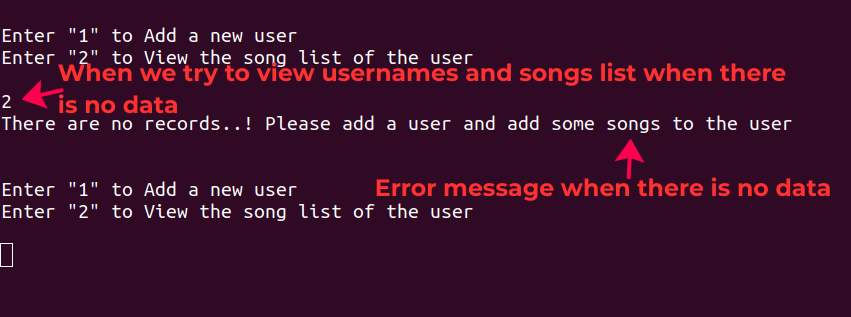 Enter "1" to Add a new user
Enter "2" to View the song list of the user
When we try to view usernames and songs list when there
is no data
2
There are no records..! Please add a user and add some songs to the user
Enter "1" to Add a new user
Error message when there is no data
Enter "2" to View the song list of the user